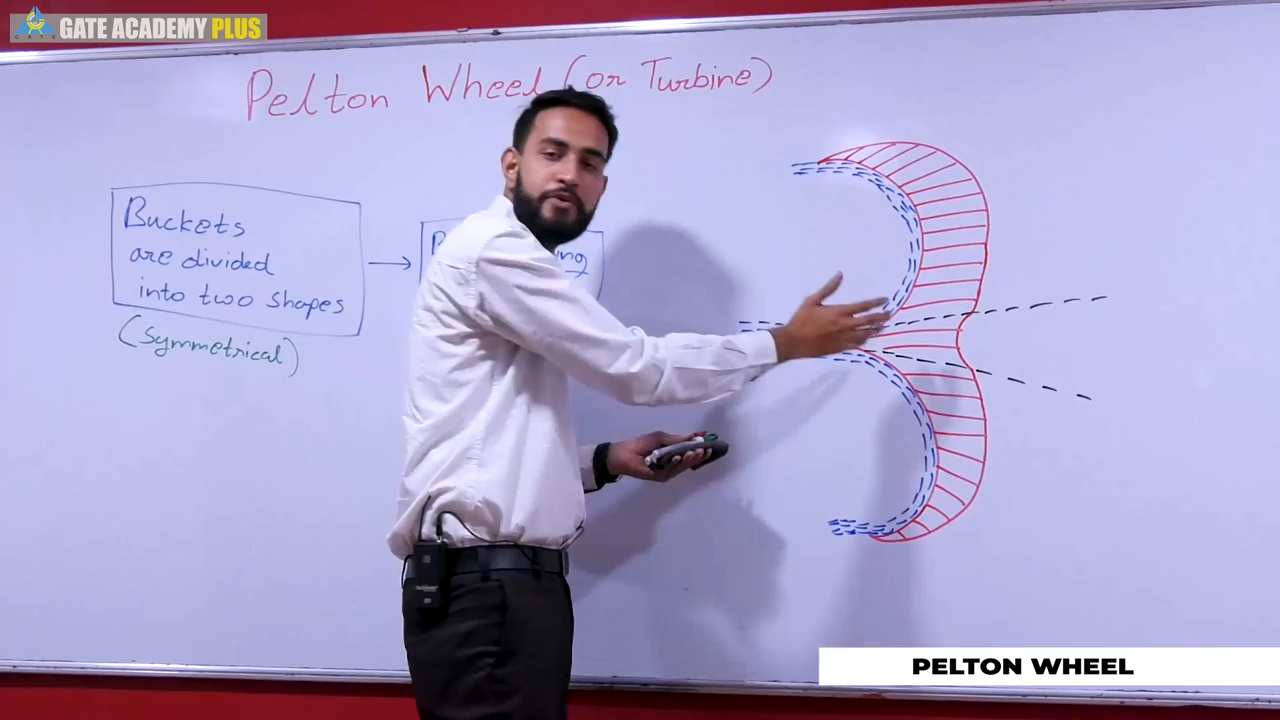 GATE ACADEMY PLUS
Pelton Wheel (or Turbine)
Buckets
are divided
into two shapes
(symmetrical)
PELTON WHEEL